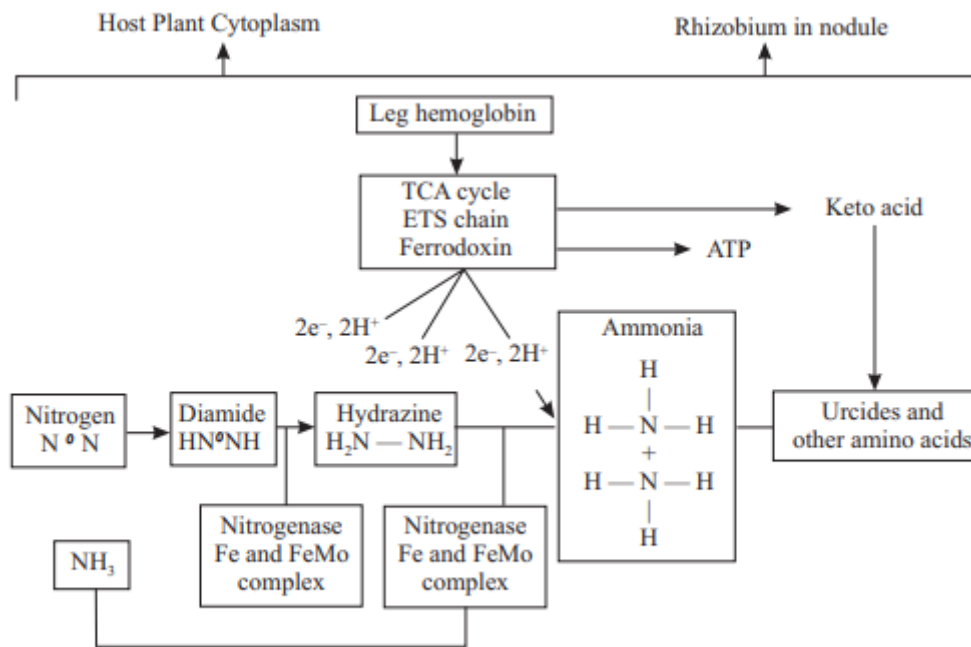 Host Plant Cytoplasm
Rhizobium in nodule
Leg hemoglobin
TCA cycle
ETS chain
Ferrodoxin
Keto acid
ATP
2e⁻, 2H⁺
2e⁻, 2H⁺
2e⁻, 2H⁺
Ammonia
H
|
H — N — H
+
H — N — H
|
H
Nitrogen
N º N
Diamide
HNºNH
Hydrazine
H₂N — NH₂
Urcides and
other amino acids
Nitrogenase
Fe and FeMo
complex
Nitrogenase
Fe and FeMo
complex
NH₃